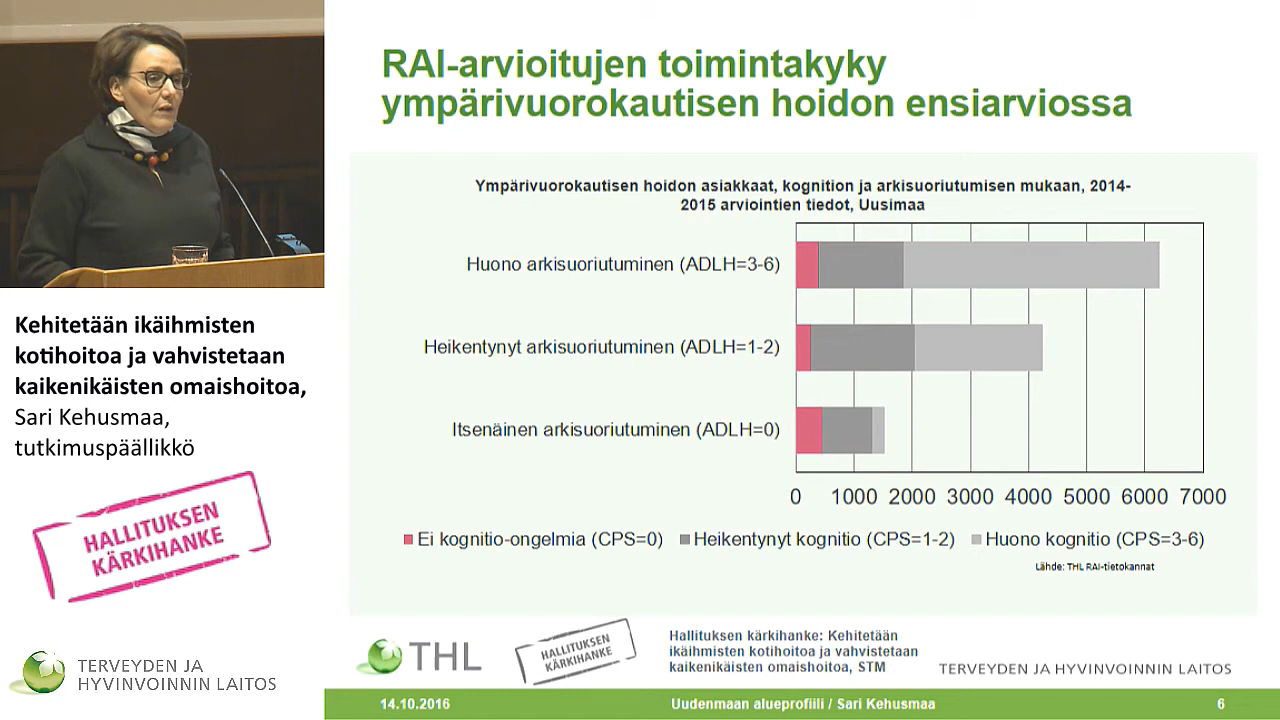 RAI-arvioitujen toimintakyky
ympärivuorokautisen hoidon ensiarviossa
Ympärivuorokautisen hoidon asiakkaat, kognition ja arkisuoriutumisen mukaan, 2014-
2015 arviointien tiedot, Uusimaa
Huono arkisuoriutuminen (ADLH=3-6)
Heikentynyt arkisuoriutuminen (ADLH=1-2)
Itsenäinen arkisuoriutuminen (ADLH=0)
0 1000 2000 3000 4000 5000 6000 7000
Ei kognitio-ongelmia (CPS=0) Heikentynyt kognitio (CPS=1-2) Huono kognitio (CPS=3-6)
Lähde: THL RAI-tietokannat
Kehitetään ikäihmisten
kotihoitoa ja vahvistetaan
kaikenikäisten omaishoitoa,
Sari Kehusmaa,
tutkimuspäällikkö
HALLITUKSEN
KÄRKIHANKE
TERVEYDEN JA
HYVINVOINNIN LAITOS
THL
HALLITUKSEN
KÄRKIHANKE
Hallituksen kärkihanke: Kehitetään
ikäihmisten kotihoitoa ja vahvistetaan
kaikenikäisten omaishoitoa, STM
TERVEYDEN JA HYVINVOINNIN LAITOS
14.10.2016 Uudenmaan alueprofiili / Sari Kehusmaa 6